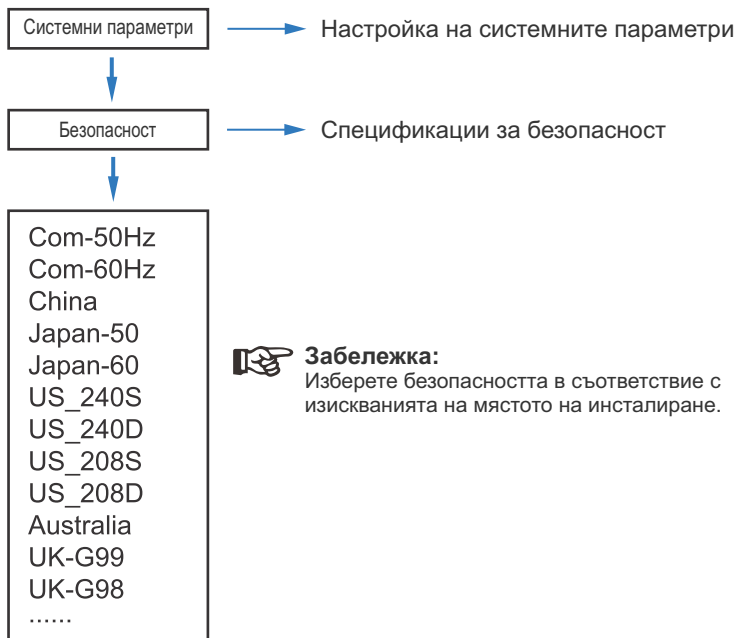 Системни параметри
Настройка на системните параметри
Безопасност
Спецификации за безопасност
Com-50Hz
Com-60Hz
China
Japan-50
Japan-60
US_240S
US_240D
US_208S
US_208D
Australia
UK-G99
UK-G98
......
Забележка:
Изберете безопасността в съответствие с
изискванията на мястото на инсталиране.